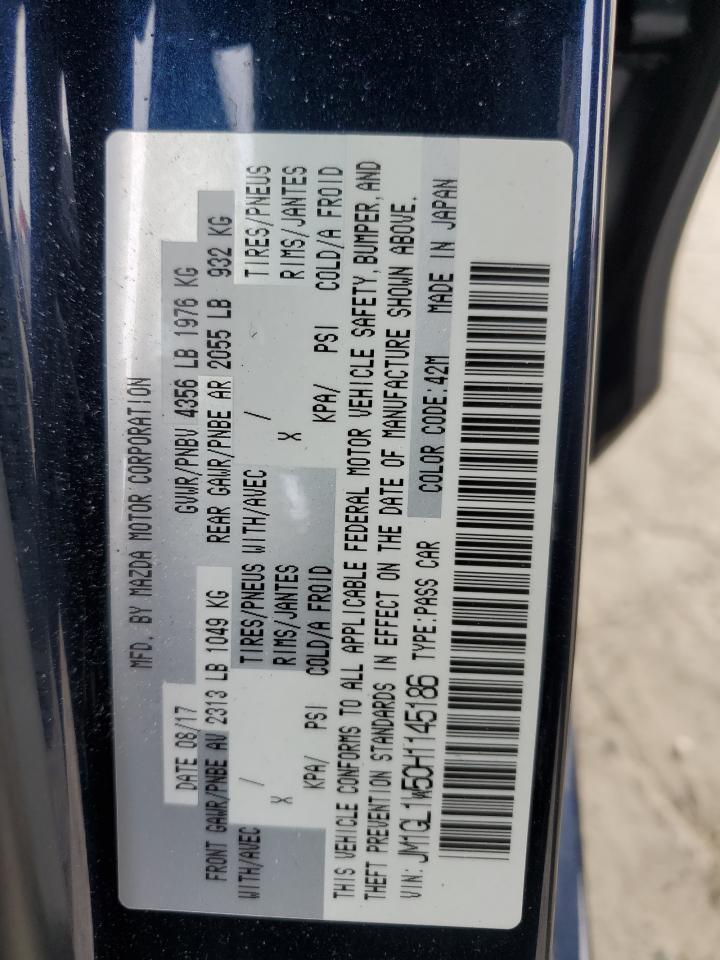 MFD. BY MAZDA MOTOR CORPORATION
DATE 08/17 GVWR/PNBV 4356 LB 1976 KG
FRONT GAWR/PNBE AV 2313 LB 1049 KG REAR GAWR/PNBE AR 2055 LB 932 KG
WITH/AVEC / TIRES/PNEUS WITH/AVEC / TIRES/PNEUS
X RIMS/JANTES X RIMS/JANTES
KPA/ PSI COLD/A FROID KPA/ PSI COLD/A FROID
THIS VEHICLE CONFORMS TO ALL APPLICABLE FEDERAL MOTOR VEHICLE SAFETY, BUMPER, AND
THEFT PREVENTION STANDARDS IN EFFECT ON THE DATE OF MANUFACTURE SHOWN ABOVE.
VIN: JM1GL1W50H1145186 TYPE:PASS CAR COLOR CODE:42M MADE IN JAPAN